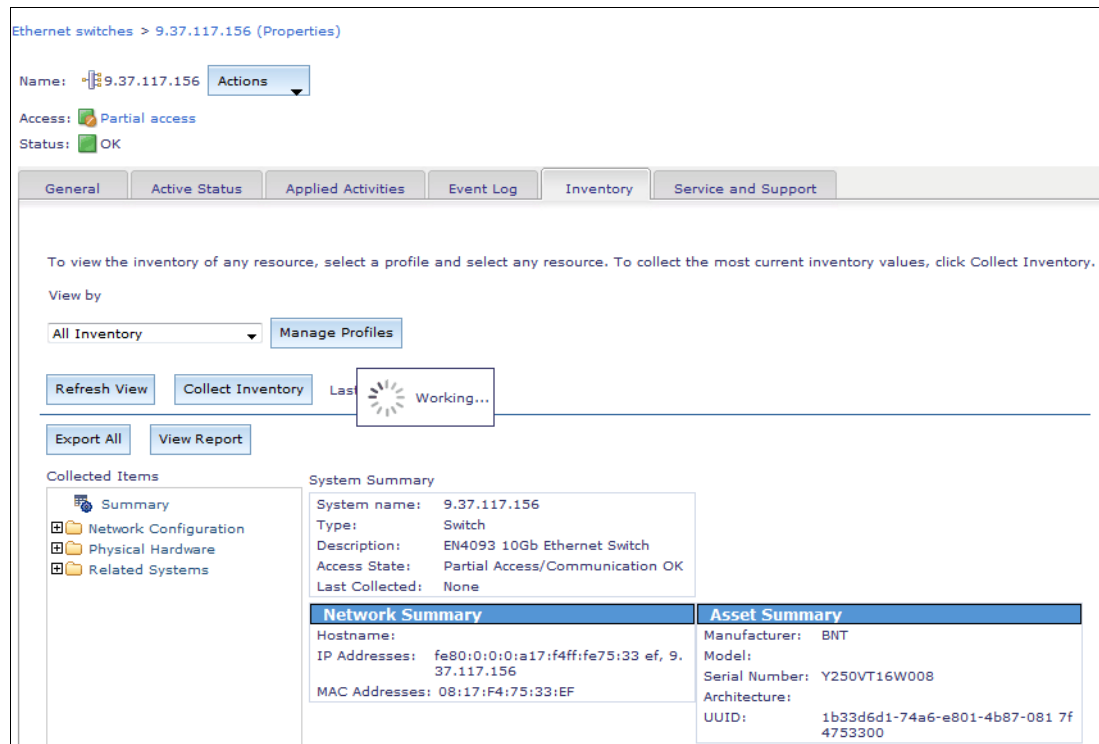 Ethernet switches > 9.37.117.156 (Properties)
Name: 9.37.117.156 Actions
Access: Partial access
Status: OK
General Active Status Applied Activities Event Log Inventory Service and Support
To view the inventory of any resource, select a profile and select any resource. To collect the most current inventory values, click Collect Inventory.
View by
All Inventory Manage Profiles
Refresh View Collect Inventory Last Working...
Export All View Report
Collected Items
Summary
Network Configuration
Physical Hardware
Related Systems
System Summary
System name: 9.37.117.156
Type: Switch
Description: EN4093 10Gb Ethernet Switch
Access State: Partial Access/Communication OK
Last Collected: None
Network Summary
Hostname:
IP Addresses: fe80:0:0:0:a17:f4ff:fe75:33 ef, 9.
37.117.156
MAC Addresses: 08:17:F4:75:33:EF
Asset Summary
Manufacturer: BNT
Model:
Serial Number: Y250VT16W008
Architecture:
UUID: 1b33d6d1-74a6-e801-4b87-081 7f
4753300